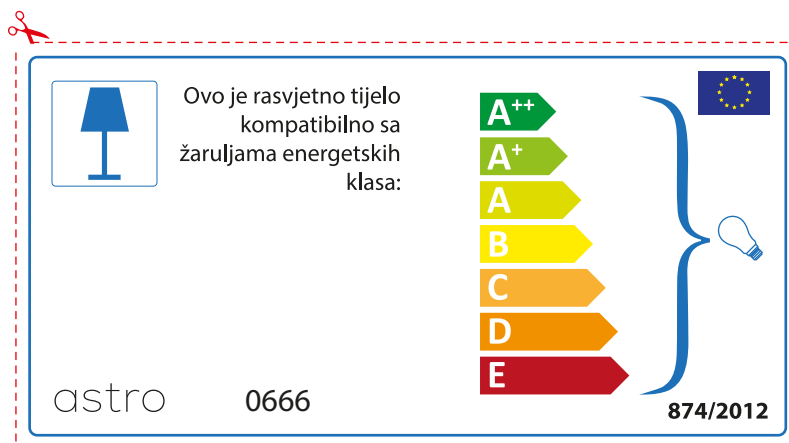 Ovo je rasvjetno tijelo
kompatibilno sa
žaruljama energetskih
klasa:
A++
A+
A
B
C
D
E
astro
0666
874/2012